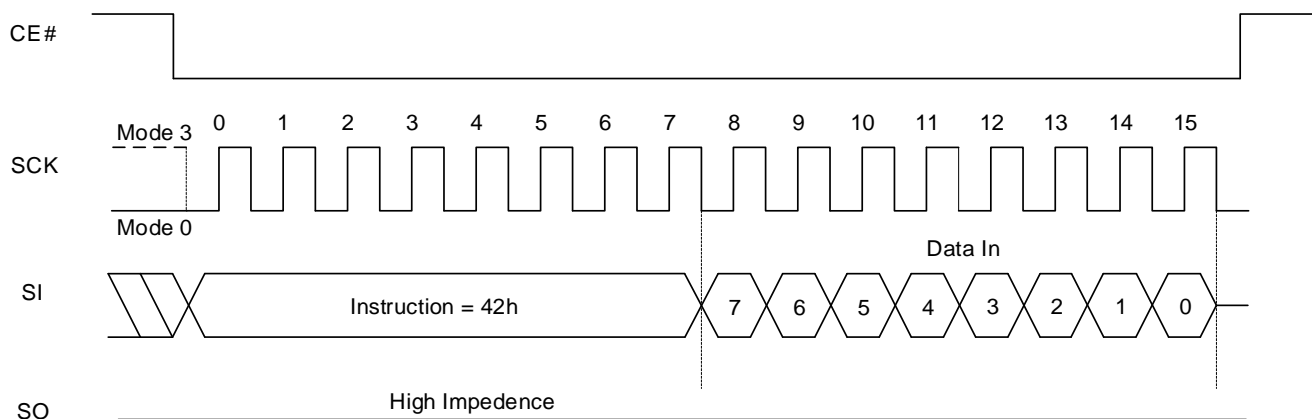 CE#
0 1 2 3 4 5 6 7 8 9 10 11 12 13 14 15
Mode 3
SCK
Mode 0
Data In
SI
Instruction = 42h
7 6 5 4 3 2 1 0
High Impedence
SO